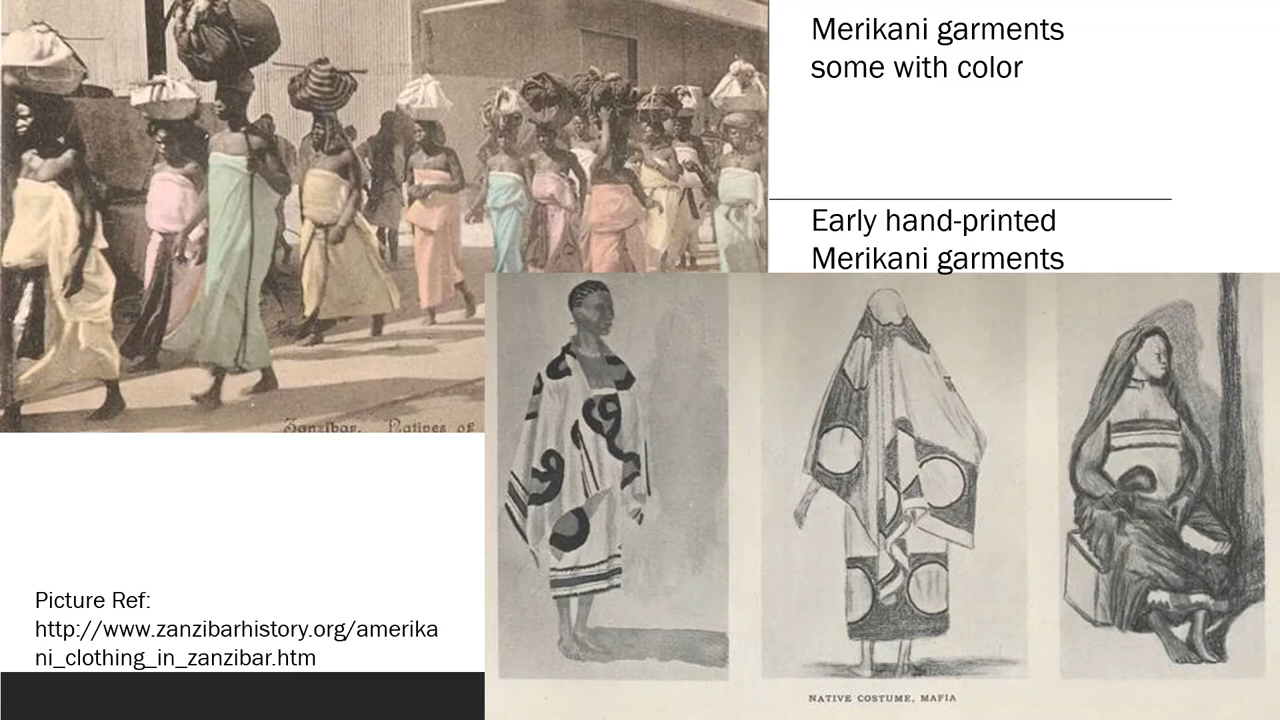 Merikani garments
some with color
Early hand-printed
Merikani garments
Zanzibar. Natives of
Picture Ref:
http://www.zanzibarhistory.org/amerika
ni_clothing_in_zanzibar.htm
NATIVE COSTUME, MAFIA